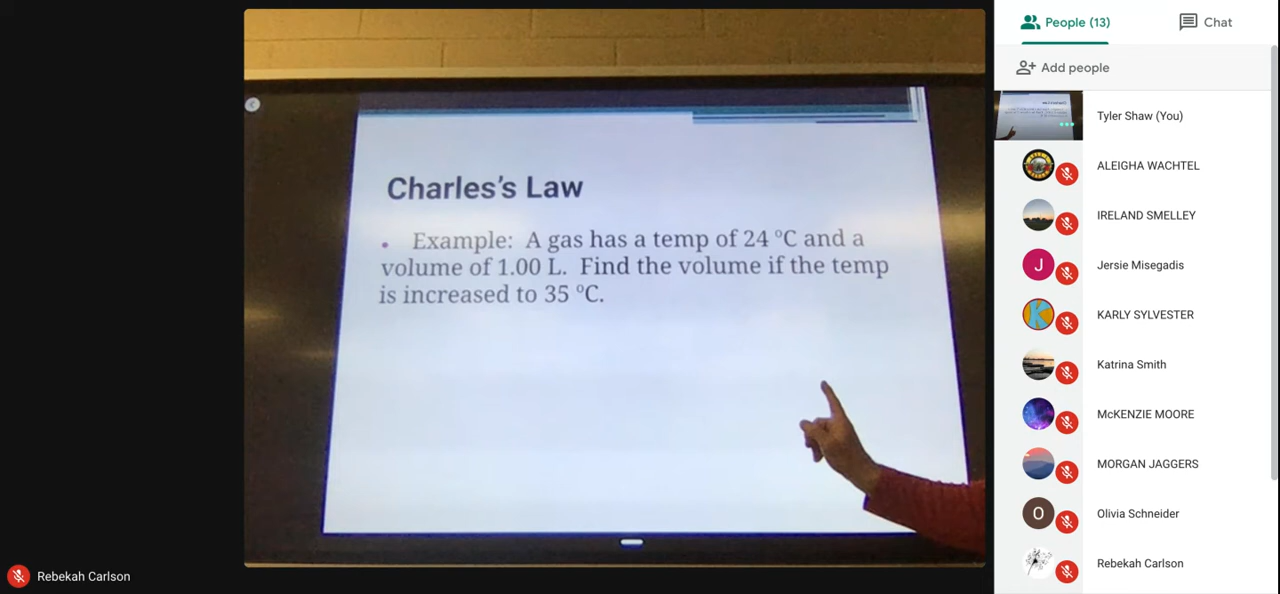 Charles's Law
• Example: A gas has a temp of 24 °C and a
volume of 1.00 L. Find the volume if the temp
is increased to 35 °C.
Rebekah Carlson
People (13)
Chat
Add people
Tyler Shaw (You)
ALEIGHA WACHTEL
IRELAND SMELLEY
J
Jersie Misegadis
K
KARLY SYLVESTER
Katrina Smith
McKENZIE MOORE
MORGAN JAGGERS
O
Olivia Schneider
Rebekah Carlson